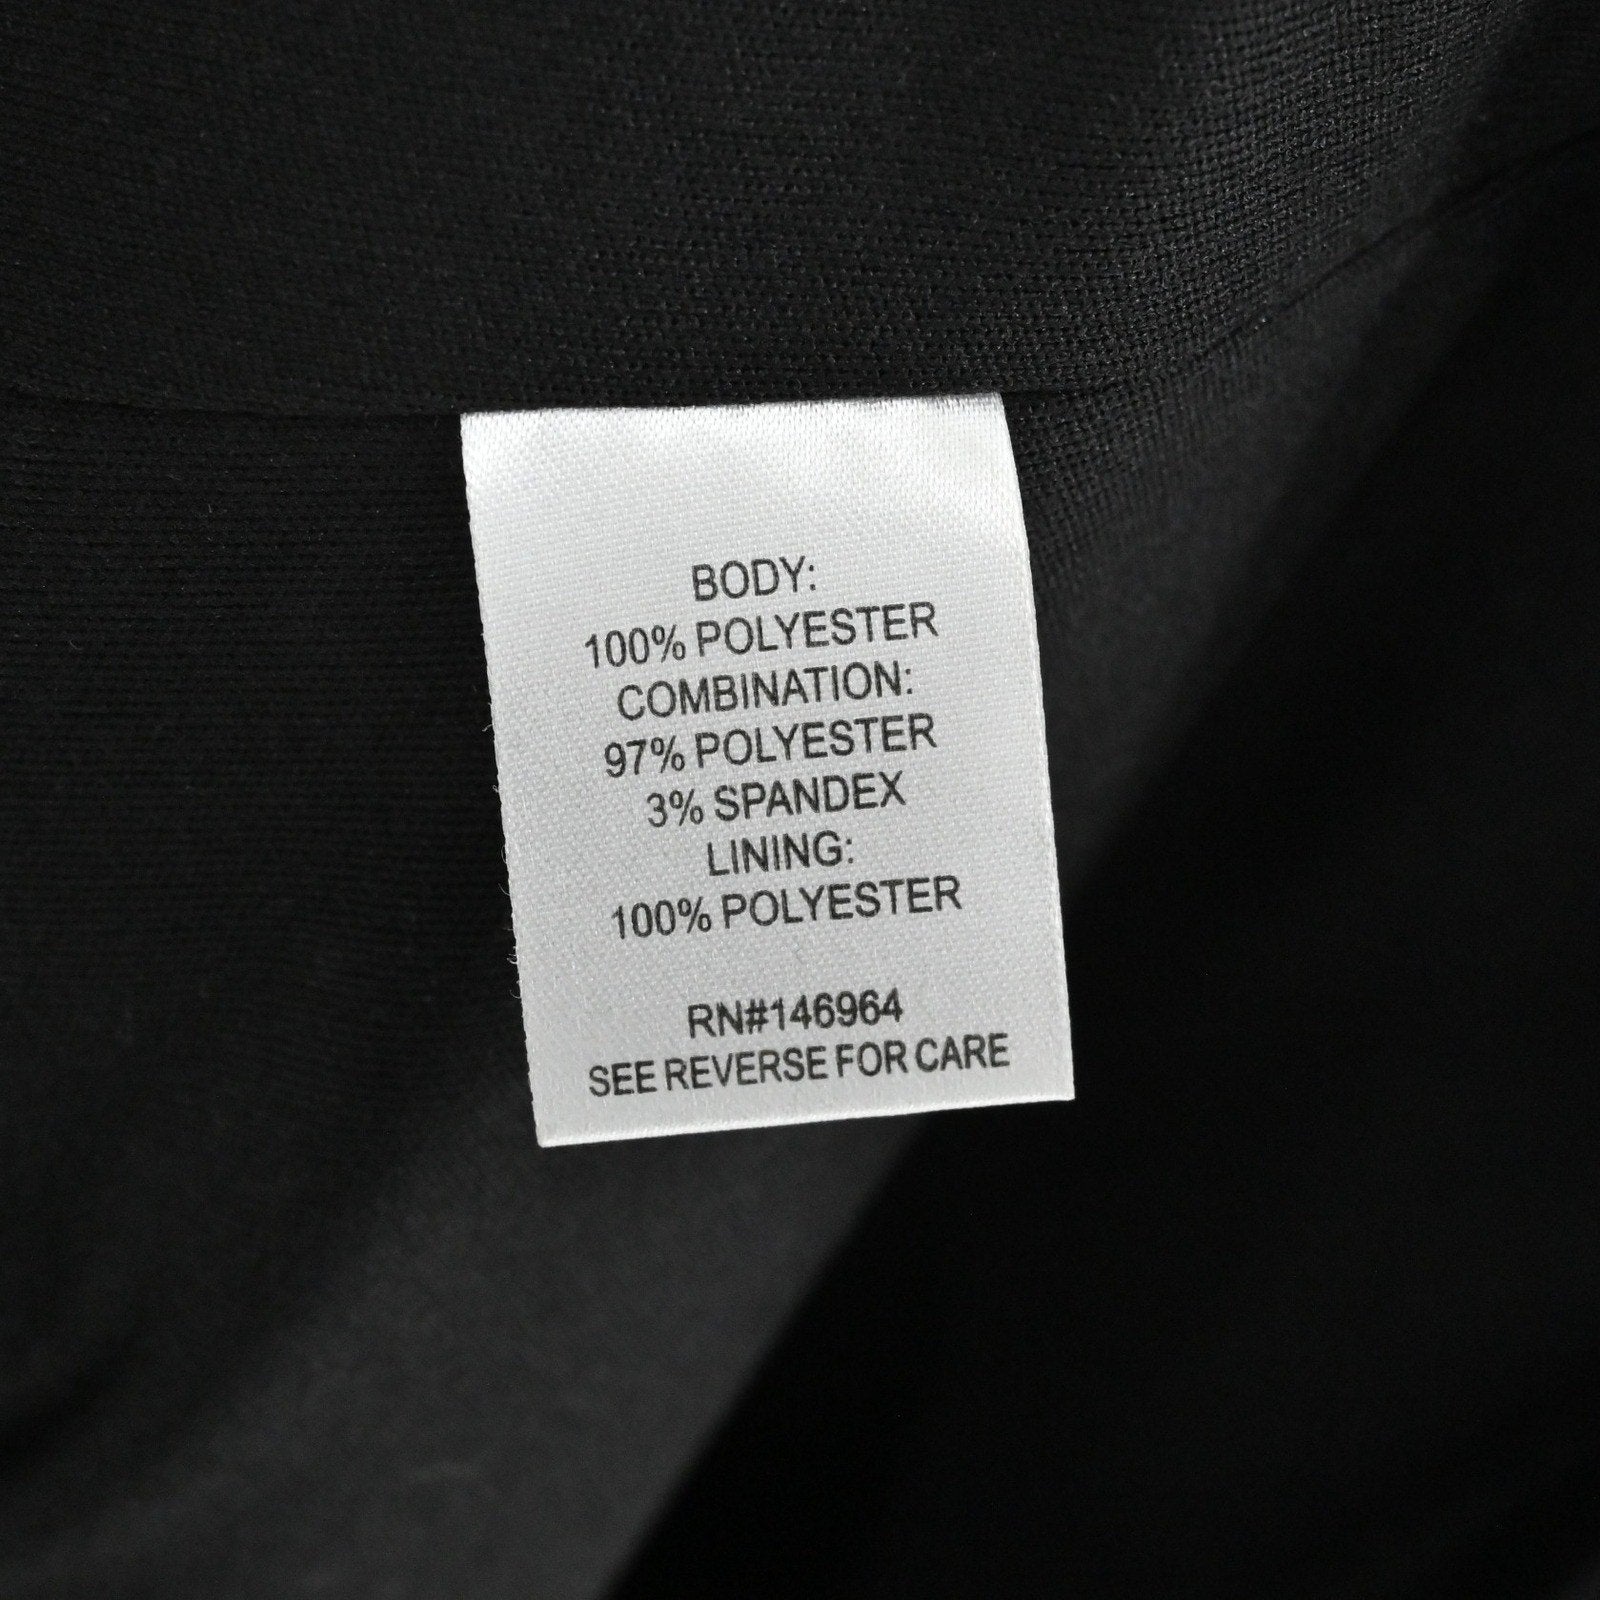 BODY:
100% POLYESTER
COMBINATION:
97% POLYESTER
3% SPANDEX
LINING:
100% POLYESTER
RN#146964
SEE REVERSE FOR CARE